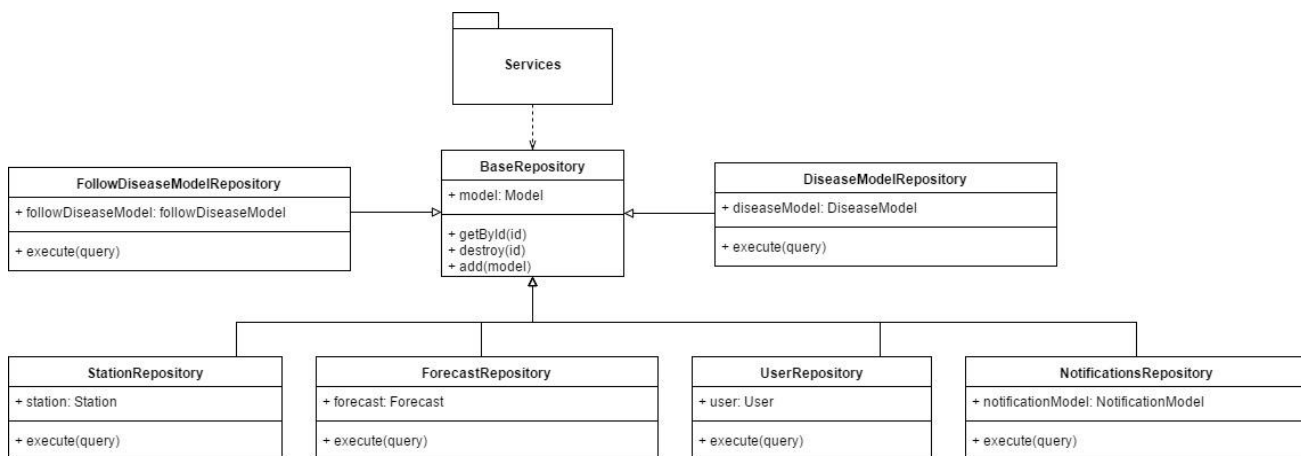 Services
BaseRepository
+ model: Model
+ getById(id)
+ destroy(id)
+ add(model)
FollowDiseaseModelRepository
+ followDiseaseModel: followDiseaseModel
+ execute(query)
DiseaseModelRepository
+ diseaseModel: DiseaseModel
+ execute(query)
StationRepository
+ station: Station
+ execute(query)
ForecastRepository
+ forecast: Forecast
+ execute(query)
UserRepository
+ user: User
+ execute(query)
NotificationsRepository
+ notificationModel: NotificationModel
+ execute(query)